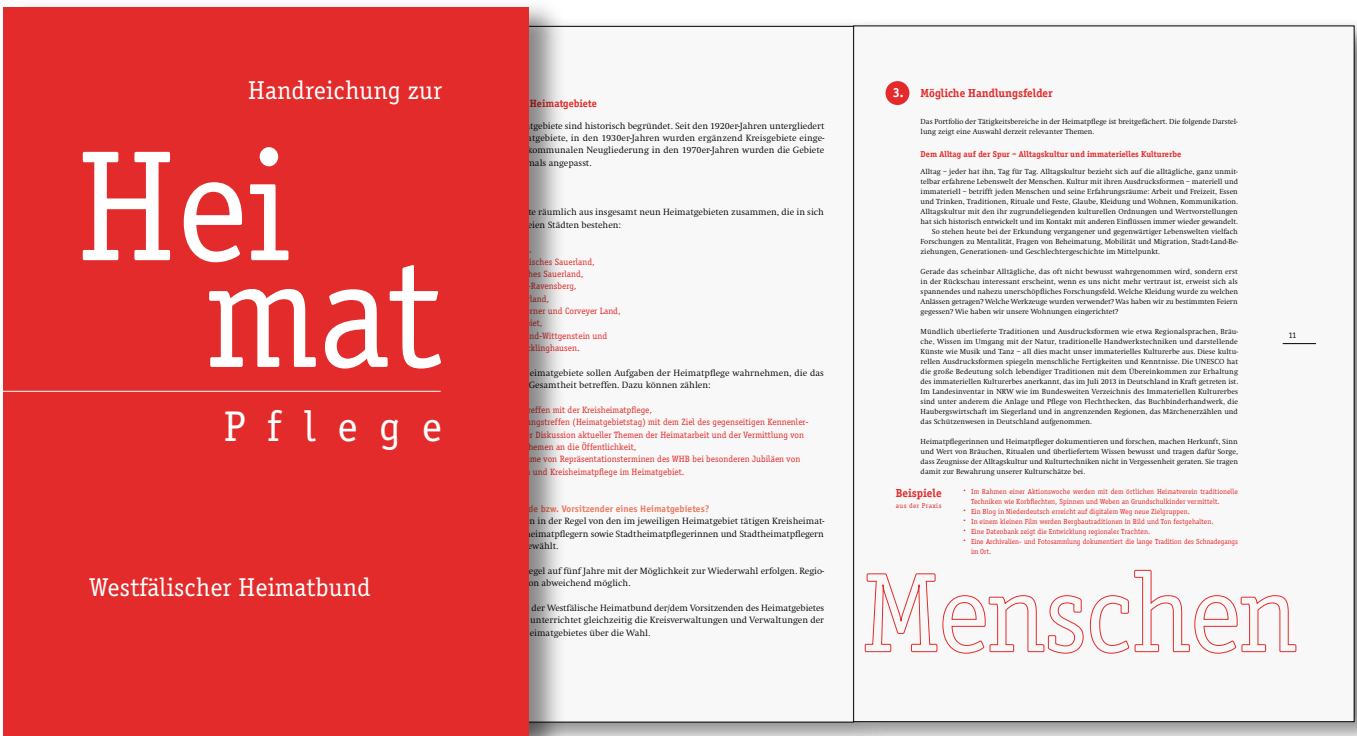 Handreichung zur
Hei
mat
Pflege
Westfälischer Heimatbund
Heimatgebiete
tgebiete sind historisch begründet. Seit den 1920er-Jahren untergliedert
atgebiete, in den 1930er-Jahren wurden ergänzend Kreisgebiete einge-
kommunalen Neugliederung in den 1970er-Jahren wurden die Gebiete
mals angepasst.
te räumlich aus insgesamt neun Heimatgebieten zusammen, die in sich
eien Städten bestehen:
isches Sauerland,
hes Sauerland,
-Ravensberg,
rland,
rner und Corveyer Land,
iet,
nd-Wittgenstein und
cklinghausen.
eimatgebiete sollen Aufgaben der Heimatpflege wahrnehmen, die das
Gesamtheit betreffen. Dazu können zählen:
reffen mit der Kreisheimatpflege,
ungstreffen (Heimatgebietstag) mit dem Ziel des gegenseitigen Kennenler-
r Diskussion aktueller Themen der Heimatarbeit und der Vermittlung von
hemen an die Öffentlichkeit,
me von Repräsentationsterminen des WHB bei besonderen Jubiläen von
und Kreisheimatpflege im Heimatgebiet.
de bzw. Vorsitzender eines Heimatgebietes?
n in der Regel von den im jeweiligen Heimatgebiet tätigen Kreisheimat-
eimatpflegern sowie Stadtheimatpflegerinnen und Stadtheimatpflegern
ewählt.
egel auf fünf Jahre mit der Möglichkeit zur Wiederwahl erfolgen. Regio-
on abweichend möglich.
der Westfälische Heimatbund der/dem Vorsitzenden des Heimatgebietes
unterrichtet gleichzeitig die Kreisverwaltungen und Verwaltungen der
eimatgebietes über die Wahl.
3. Mögliche Handlungsfelder
Das Portfolio der Tätigkeitsbereiche in der Heimatpflege ist breitgefächert. Die folgende Darstel-
lung zeigt eine Auswahl derzeit relevanter Themen.
Dem Alltag auf der Spur – Alltagskultur und immaterielles Kulturerbe
Alltag – jeder hat ihn, Tag für Tag. Alltagskultur bezieht sich auf die alltägliche, ganz unmit-
telbar erfahrene Lebenswelt der Menschen. Kultur mit ihren Ausdrucksformen – materiell und
immateriell – betrifft jeden Menschen und seine Erfahrungsräume: Arbeit und Freizeit, Essen
und Trinken, Traditionen, Rituale und Feste, Glaube, Kleidung und Wohnen, Kommunikation.
Alltagskultur mit den ihr zugrundeliegenden kulturellen Ordnungen und Wertvorstellungen
hat sich historisch entwickelt und im Kontakt mit anderen Einflüssen immer wieder gewandelt.
So stehen heute bei der Erkundung vergangener und gegenwärtiger Lebenswelten vielfach
Forschungen zu Mentalität, Fragen von Beheimatung, Mobilität und Migration, Stadt-Land-Be-
ziehungen, Generationen- und Geschlechtergeschichte im Mittelpunkt.
Gerade das scheinbar Alltägliche, das oft nicht bewusst wahrgenommen wird, sondern erst
in der Rückschau interessant erscheint, wenn es uns nicht mehr vertraut ist, erweist sich als
spannendes und nahezu unerschöpfliches Forschungsfeld. Welche Kleidung wurde zu welchen
Anlässen getragen? Welche Werkzeuge wurden verwendet? Was haben wir zu bestimmten Feiern
gegessen? Wie haben wir unsere Wohnungen eingerichtet?
Mündlich überlieferte Traditionen und Ausdrucksformen wie etwa Regionalsprachen, Bräu-
che, Wissen im Umgang mit der Natur, traditionelle Handwerkstechniken und darstellende
Künste wie Musik und Tanz – all dies macht unser immaterielles Kulturerbe aus. Diese kultu-
rellen Ausdrucksformen spiegeln menschliche Fertigkeiten und Kenntnisse. Die UNESCO hat
die große Bedeutung solch lebendiger Traditionen mit dem Übereinkommen zur Erhaltung
des immateriellen Kulturerbes anerkannt, das im Juli 2013 in Deutschland in Kraft getreten ist.
Im Landesinventar in NRW wie im Bundesweiten Verzeichnis des Immateriellen Kulturerbes
sind unter anderem die Anlage und Pflege von Flechthecken, das Buchbinderhandwerk, die
Haubergswirtschaft im Siegerland und in angrenzenden Regionen, das Märchenerzählen und
das Schützenwesen in Deutschland aufgenommen.
Heimatpflegerinnen und Heimatpfleger dokumentieren und forschen, machen Herkunft, Sinn
und Wert von Bräuchen, Ritualen und überliefertem Wissen bewusst und tragen dafür Sorge,
dass Zeugnisse der Alltagskultur und Kulturtechniken nicht in Vergessenheit geraten. Sie tragen
damit zur Bewahrung unserer Kulturschätze bei.
Beispiele
aus der Praxis
• Im Rahmen einer Aktionswoche werden mit dem örtlichen Heimatverein traditionelle
Techniken wie Korbflechten, Spinnen und Weben an Grundschulkinder vermittelt.
• Ein Blog in Niederdeutsch erreicht auf digitalem Weg neue Zielgruppen.
• In einem kleinen Film werden Bergbautraditionen in Bild und Ton festgehalten.
• Eine Datenbank zeigt die Entwicklung regionaler Trachten.
• Eine Archivalien- und Fotosammlung dokumentiert die lange Tradition des Schnadegangs
im Ort.
Menschen
11